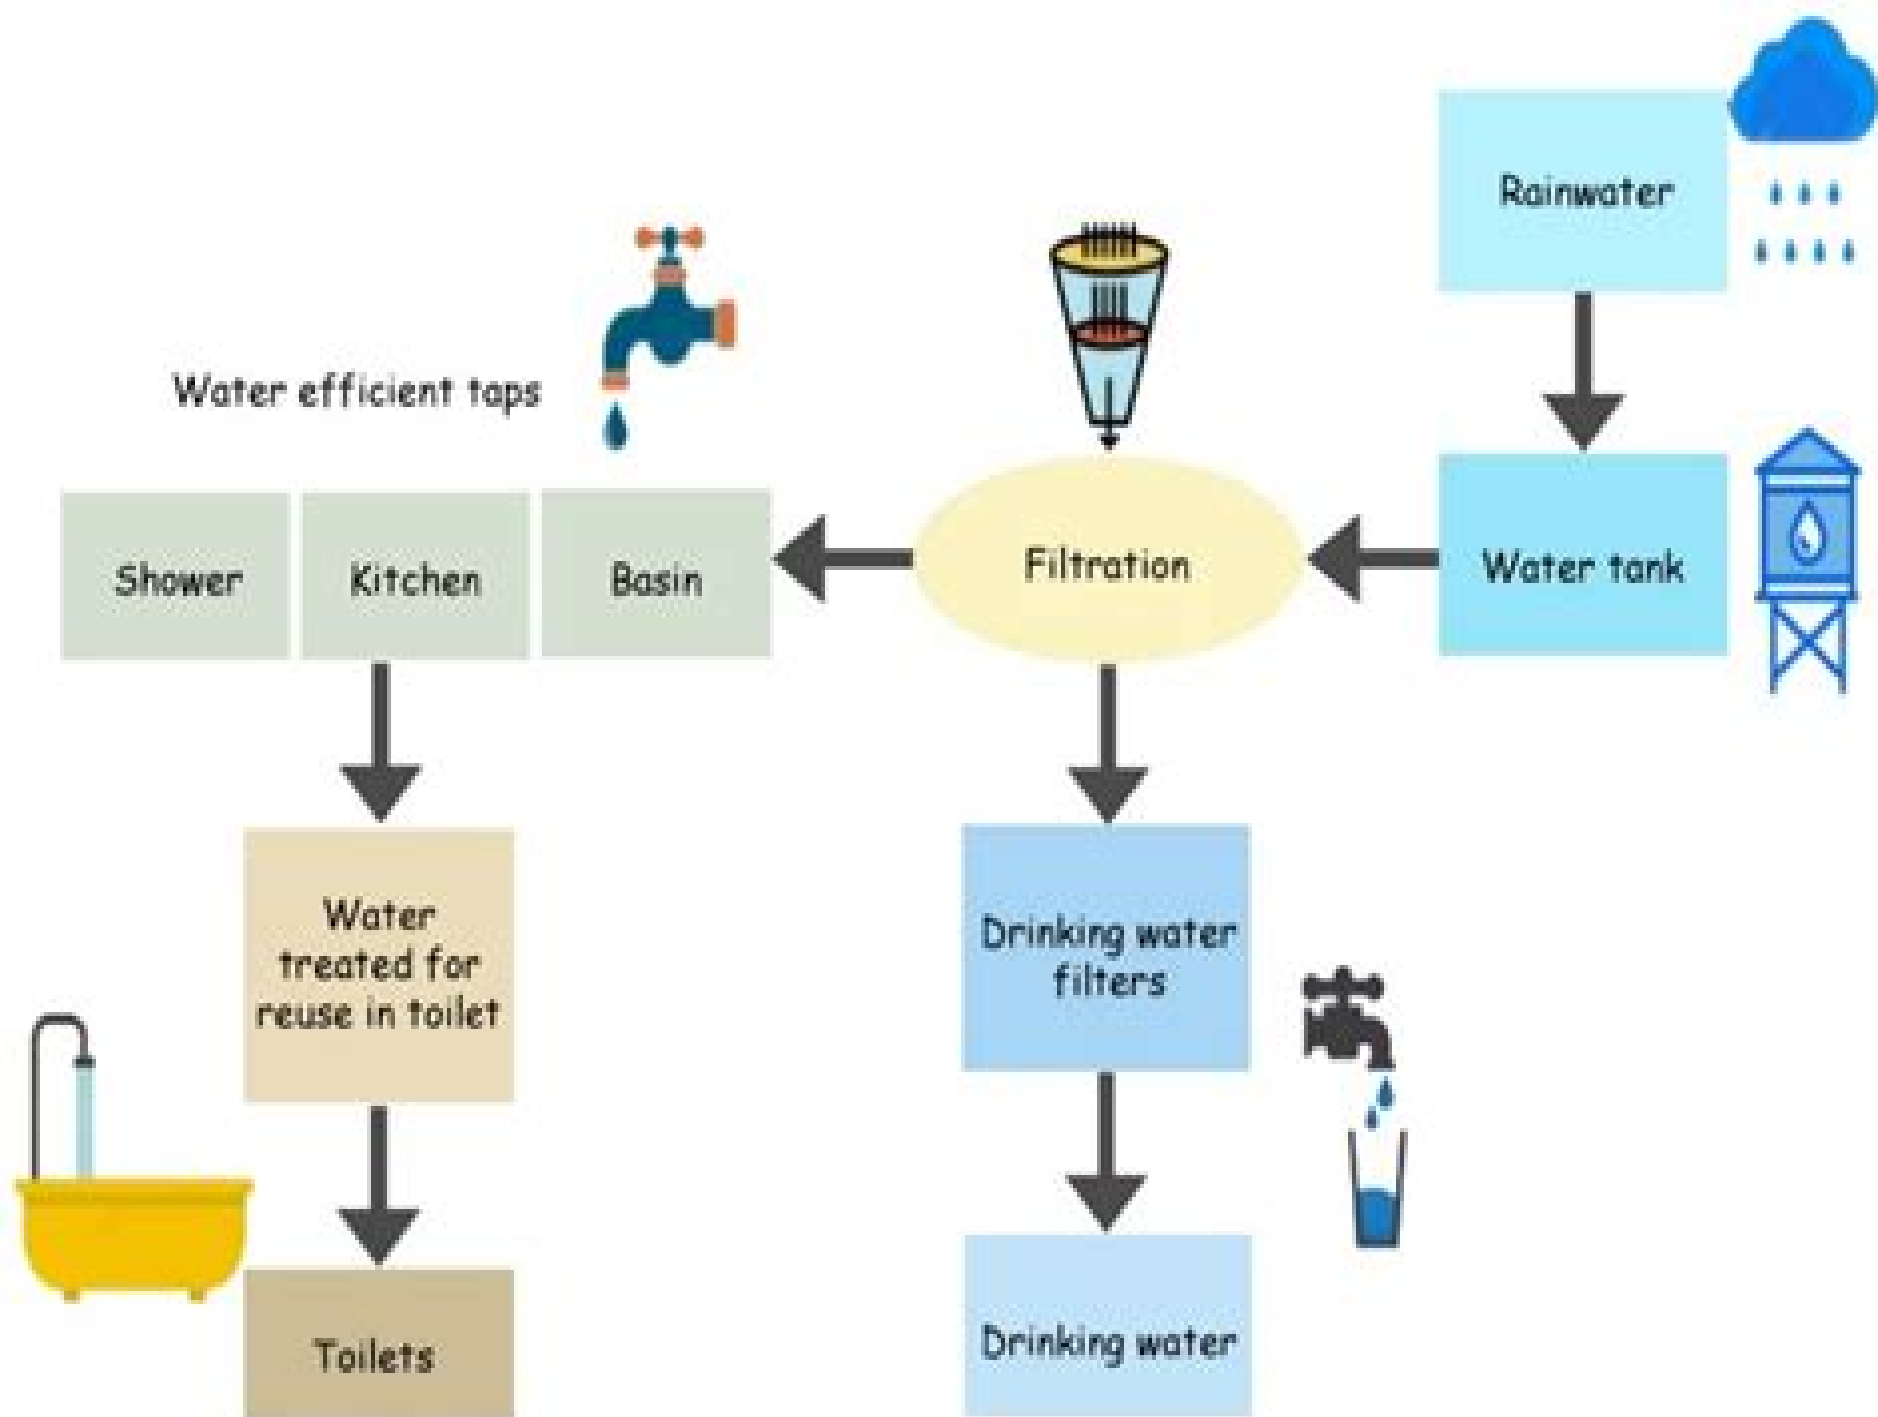 Rainwater
Water efficient taps
Shower
Kitchen
Basin
Filtration
Water tank
Water
treated for
reuse in toilet
Drinking water
filters
Toilets
Drinking water